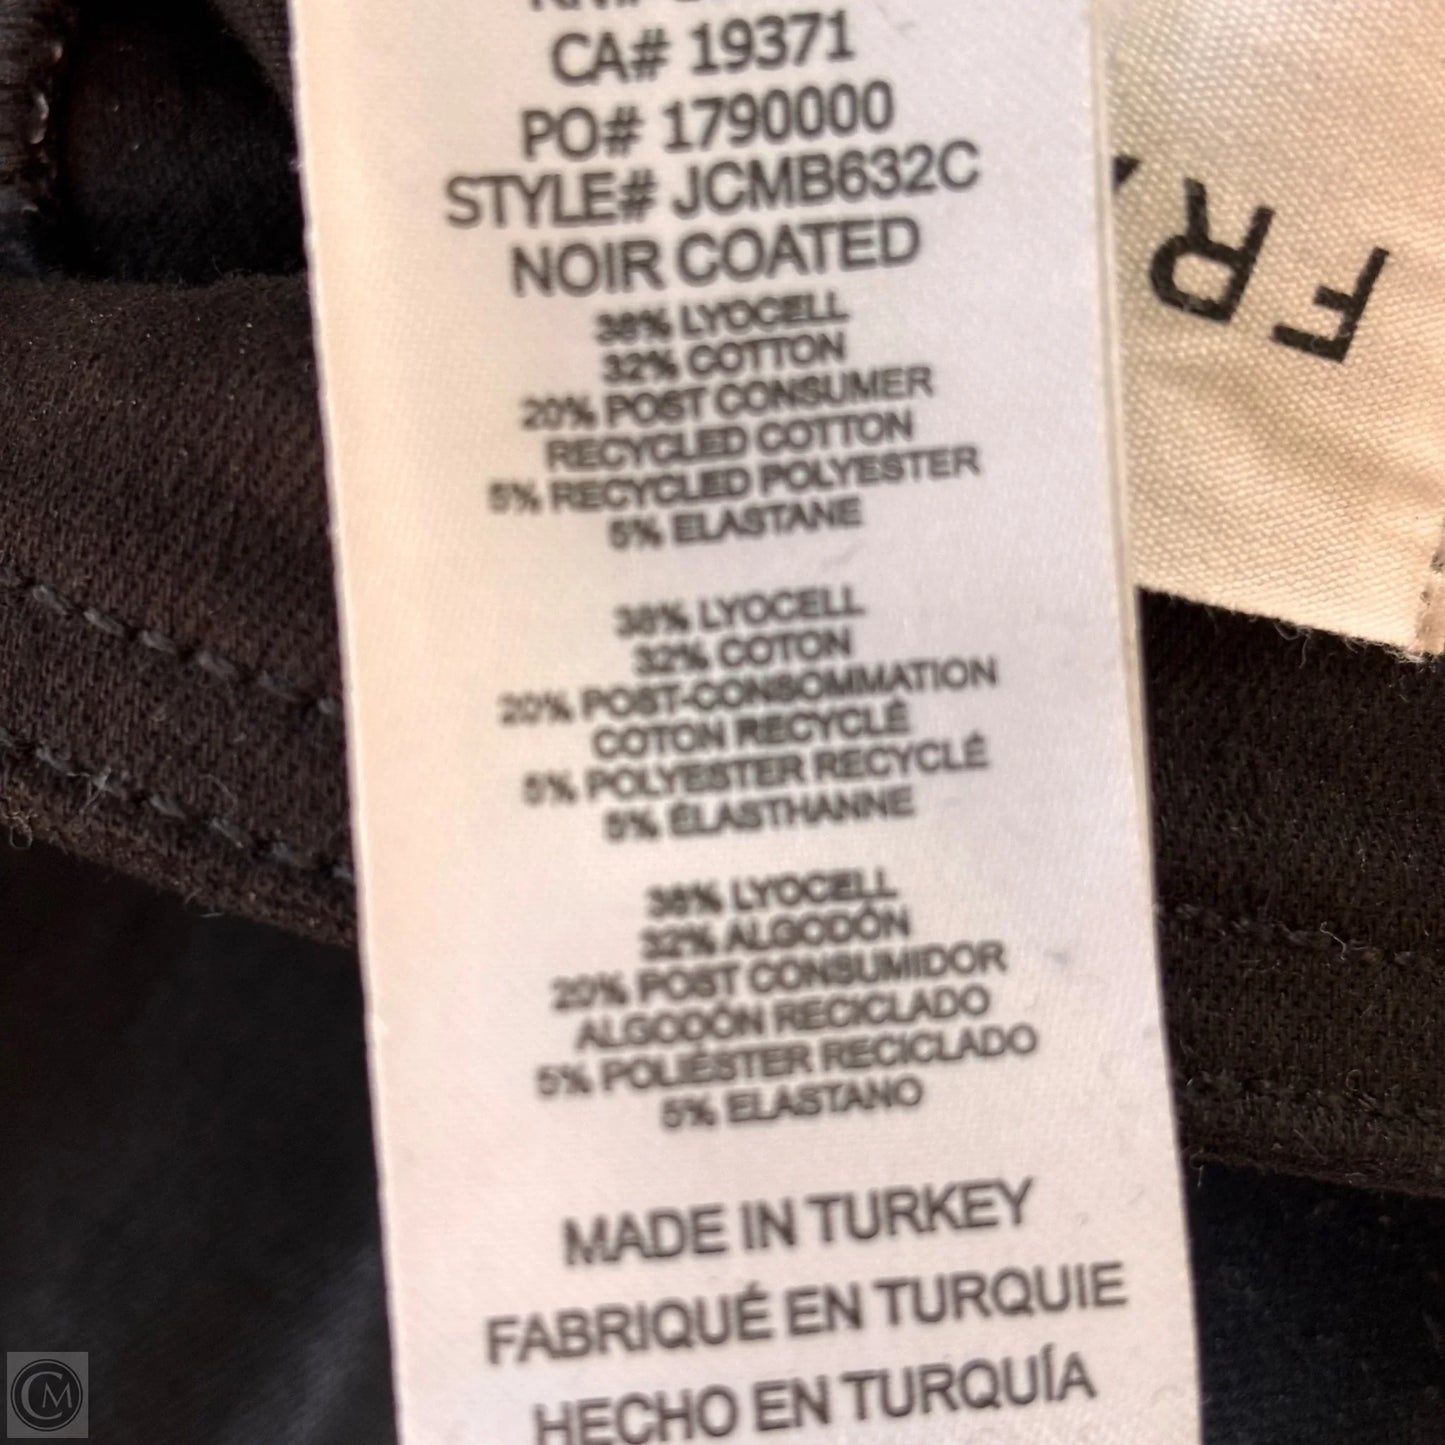 CA# 19371
PO# 1790000
STYLE# JCMB632C
NOIR COATED
38% LYOCELL
32% COTTON
20% POST CONSUMER
RECYCLED COTTON
5% RECYCLED POLYESTER
5% ELASTANE
38% LYOCELL
32% COTON
20% POST-CONSOMMATION
COTON RECYCLÉ
5% POLYESTER RECYCLÉ
5% ÉLASTHANNE
38% LYOCELL
32% ALGODÓN
20% POST CONSUMIDOR
ALGODÓN RECICLADO
5% POLIÉSTER RECICLADO
5% ELASTANO
MADE IN TURKEY
FABRIQUÉ EN TURQUIE
HECHO EN TURQUÍA
FR
CM